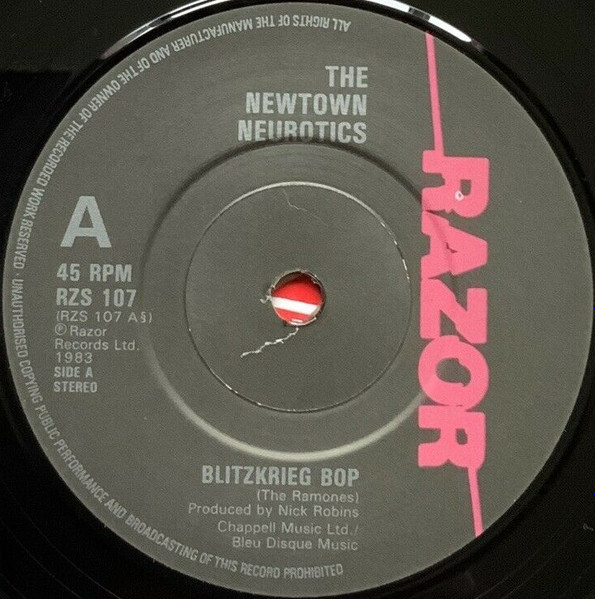 ALL RIGHTS OF THE MANUFACTURER AND OF THE OWNER OF THE RECORDED WORK RESERVED · UNAUTHORISED COPYING PUBLIC PERFORMANCE AND BROADCASTING OF THIS RECORD PROHIBITED
THE
NEWTOWN
NEUROTICS
A
45 RPM
RZS 107
(RZS 107 A§)
℗ Razor
Records Ltd.
1983
SIDE A
STEREO
RAZOR
BLITZKRIEG BOP
(The Ramones)
Produced by Nick Robins
Chappell Music Ltd./
Bleu Disque Music